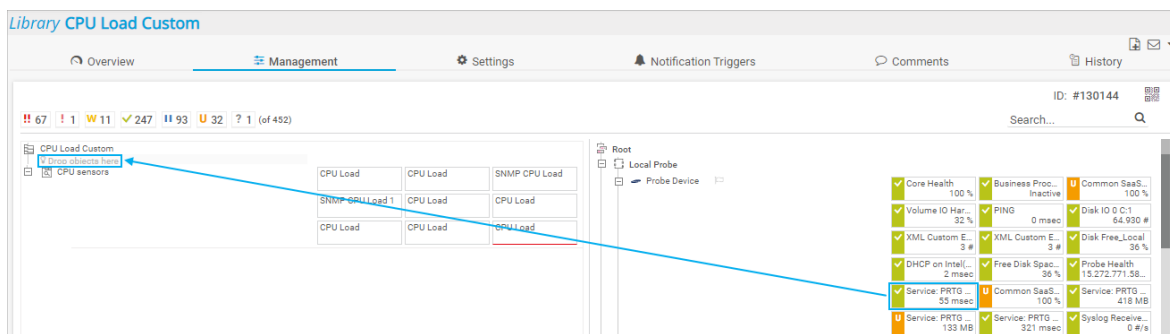 Library CPU Load Custom
Overview
Management
Settings
Notification Triggers
Comments
History
ID: #130144
!! 67 ! 1 W 11 247 II 93 U 32 ? 1 (of 452)
Search...
CPU Load Custom
Drop objects here
CPU sensors
CPU Load CPU Load SNMP CPU Load
SNMP CPU Load 1 CPU Load CPU Load
CPU Load CPU Load CPU Load
Root
Local Probe
Probe Device
Core Health Business Proc... U Common SaaS...
100 % Inactive 100 %
Volume IO Har... PING Disk IO 0 C:1
32 % 0 msec 64.930 #
XML Custom E... XML Custom E... Disk Free_Local
3 # 3 # 36 %
DHCP on Intel(... Free Disk Spac... Probe Health
2 msec 36 % 15.272.771.58...
Service: PRTG ... U Common SaaS... Service: PRTG ...
55 msec 100 % 418 MB
U Service: PRTG ... Service: PRTG ... Syslog Receive...
133 MB 321 msec 0 #/s